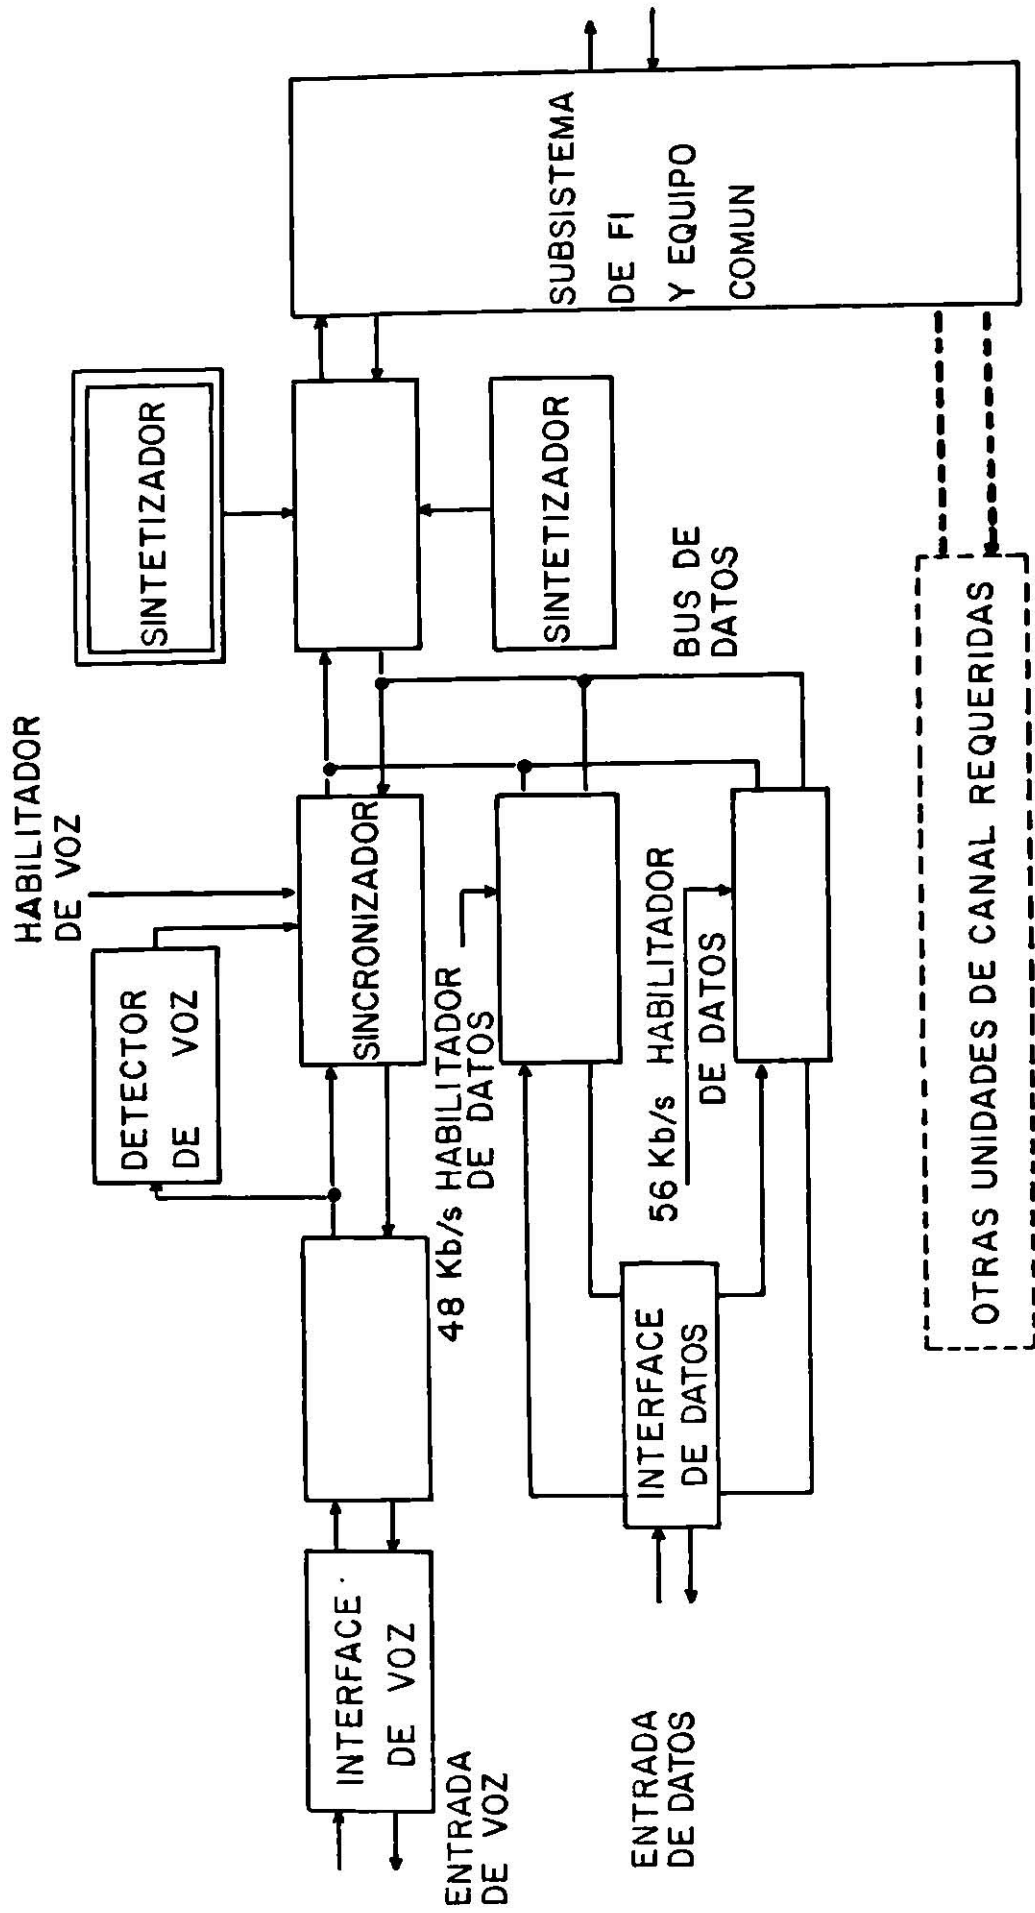 HABILITADOR
DE VOZ
DETECTOR
DE VOZ
SINTETIZADOR
INTERFACE
DE VOZ
SINCRONIZADOR
SUBSISTEMA
DE FI
Y EQUIPO
COMUN
ENTRADA
DE VOZ
48 Kb/s HABILITADOR
DE DATOS
SINTETIZADOR
INTERFACE
DE DATOS
56 Kb/s HABILITADOR
DE DATOS
BUS DE
DATOS
ENTRADA
DE DATOS
OTRAS UNIDADES DE CANAL REQUERIDAS